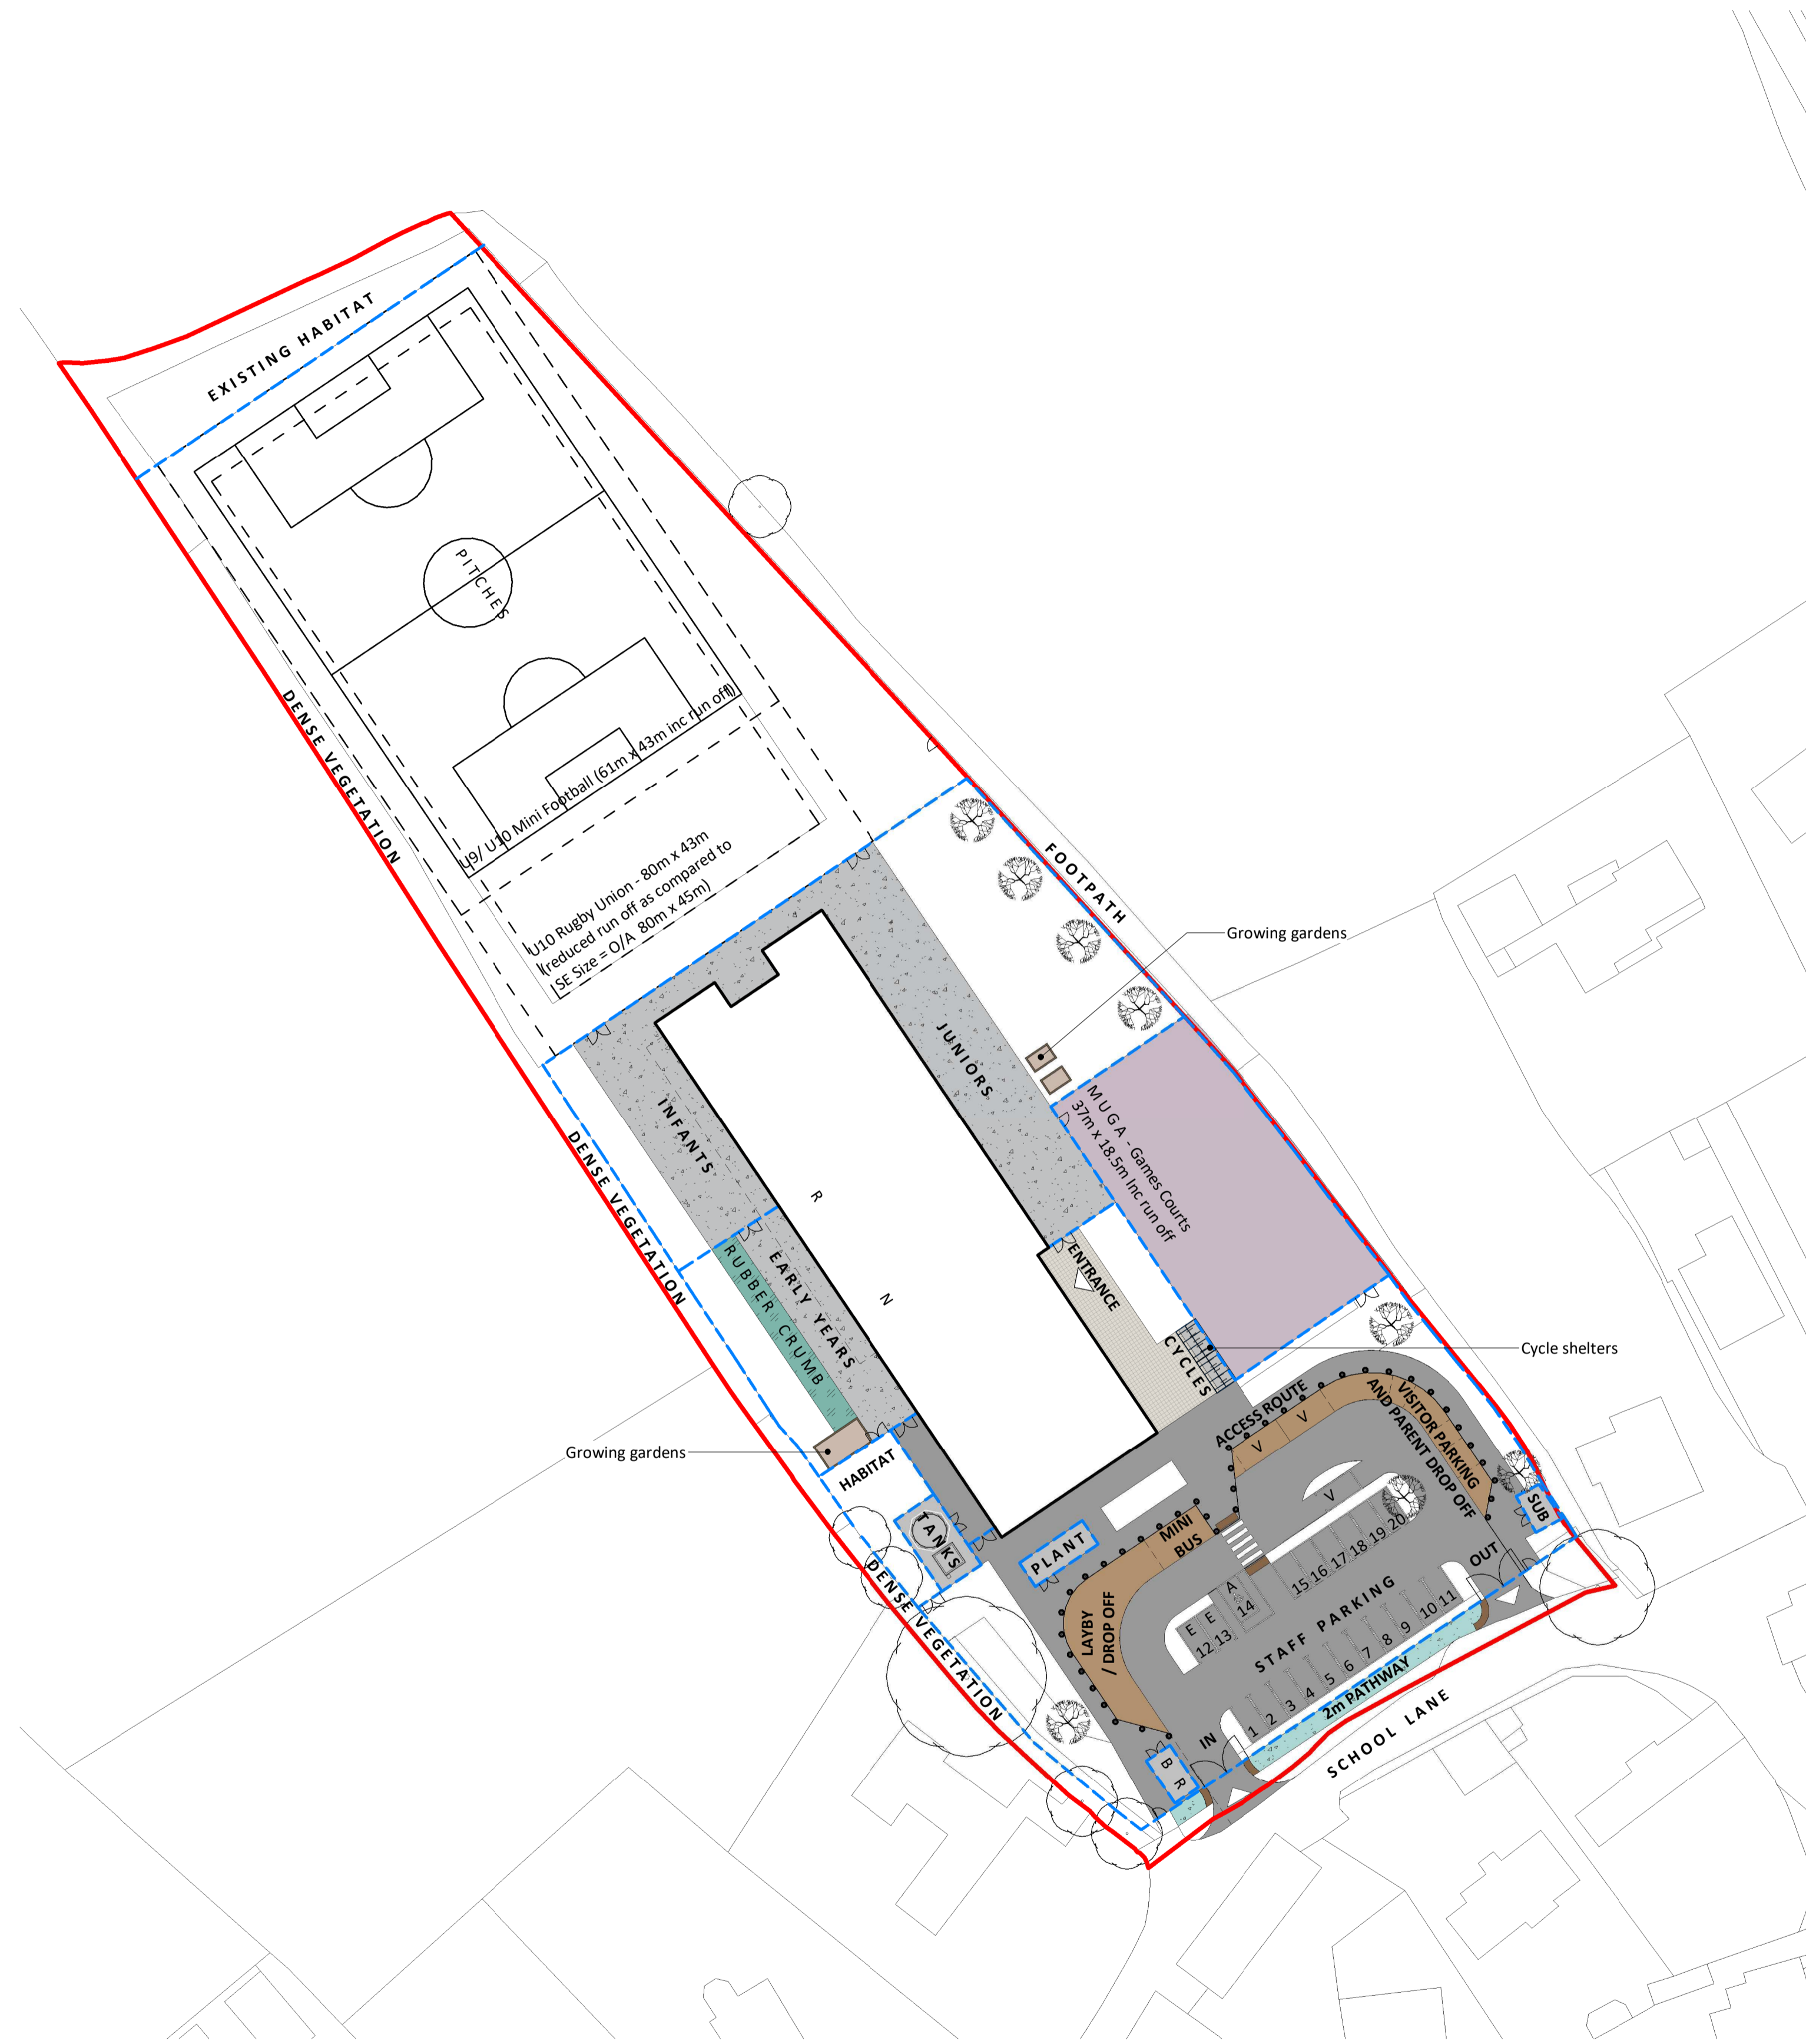 EXISTING HABITAT
PITCHES
DENSE VEGETATION
U9/ U10 Mini Football (61m x 43m inc run off)
U10 Rugby Union - 80m x 43m
(reduced run off as compared to
SE Size = O/A 80m x 45m)
FOOTPATH
Growing gardens
JUNIORS
MUGA - Games Courts
37m x 18.5m Inc run off
INFANTS
DENSE VEGETATION
R
N
ENTRANCE
RUBBER CRUMB
EARLY YEARS
CYCLES
Cycle shelters
Growing gardens
HABITAT
ACCESS ROUTE
VISITOR PARKING
AND PARENT DROP OFF
V
V
V
TANKS
PLANT
MINI
BUS
SUB
OUT
15 16 17 18 19 20
A
14
E E
12 13
LAYBY
/ DROP OFF
STAFF PARKING
1 2 3 4 5 6 7 8 9 10 11
DENSE VEGETATION
2m PATHWAY
IN
B R
SCHOOL LANE